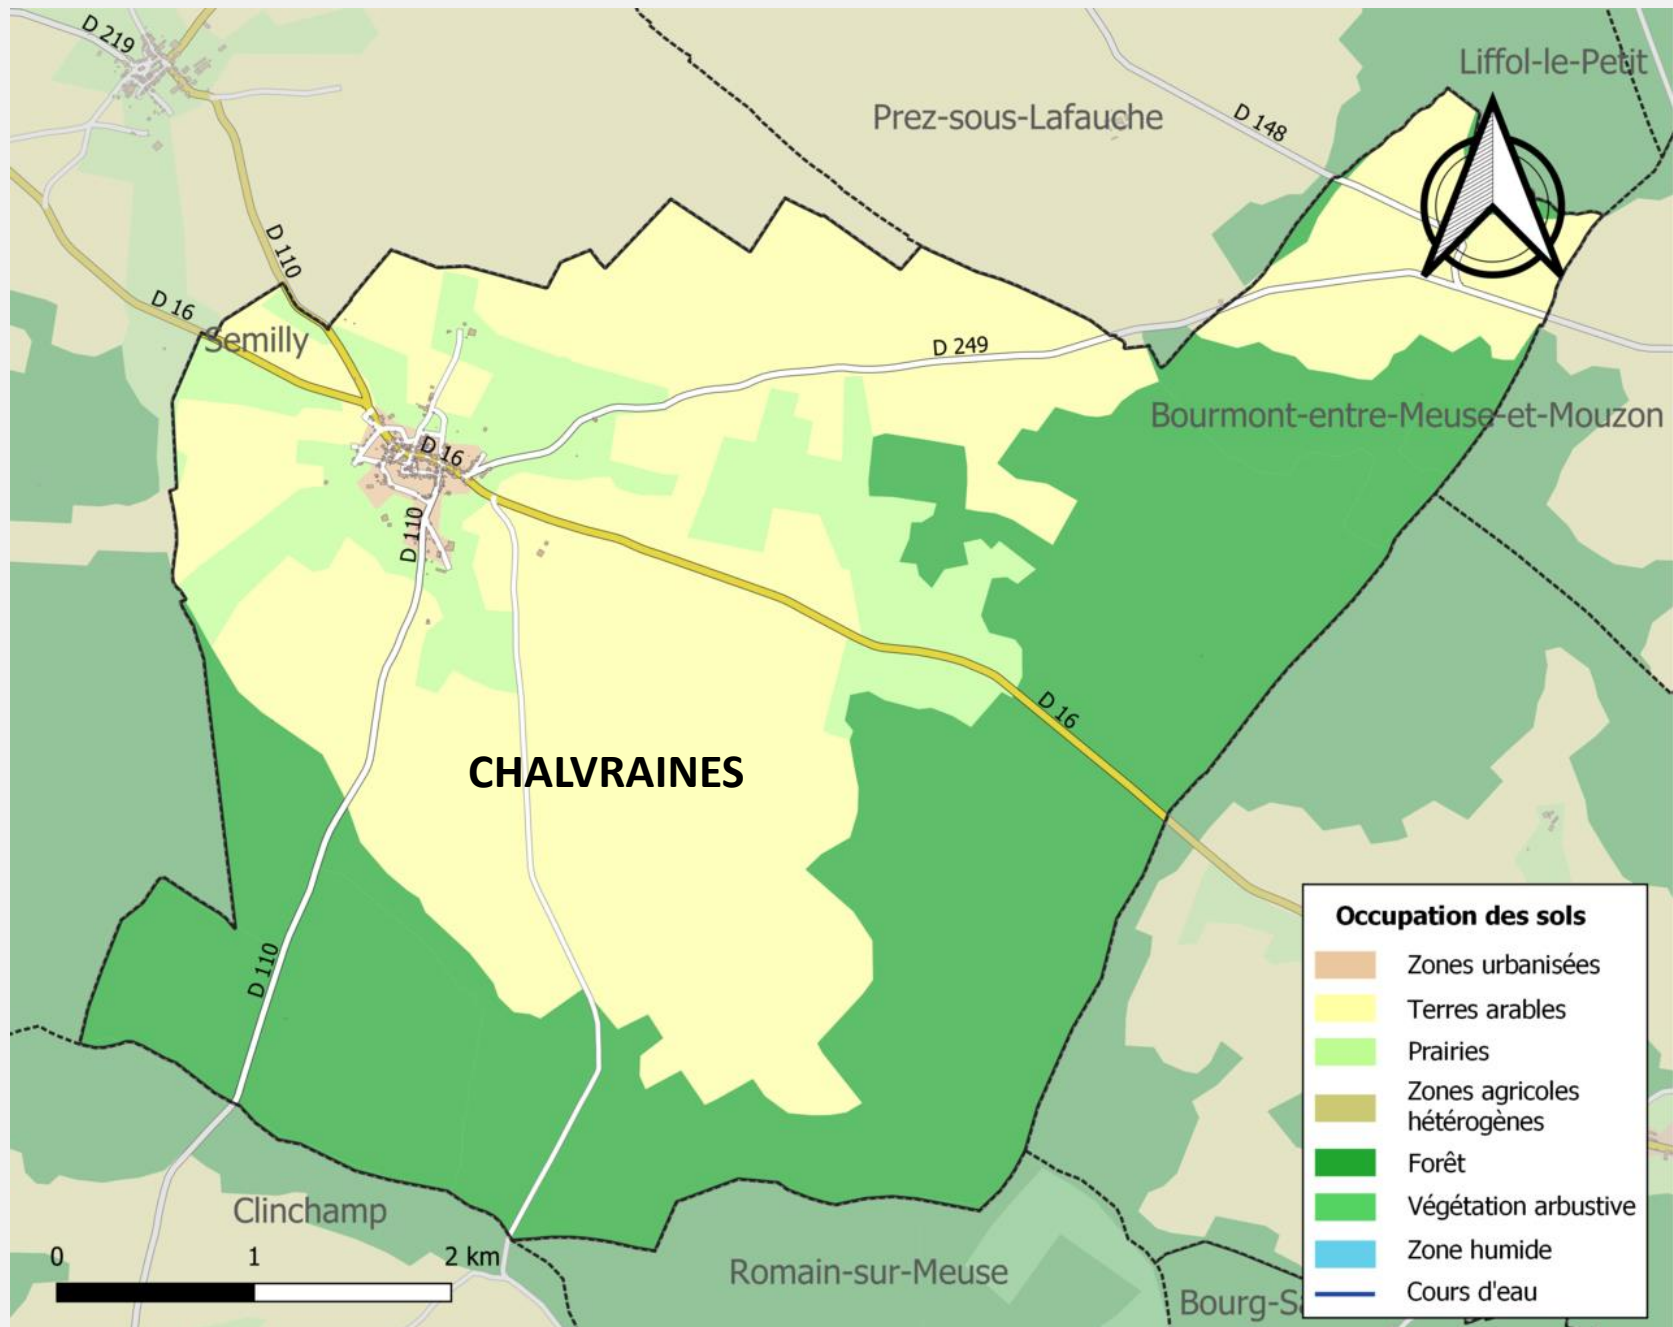 D 219
Liffol-le-Petit
Prez-sous-Lafauche
D 148
D 110
D 16
Semilly
D 249
Bourmont-entre-Meuse-et-Mouzon
D 16
D 110
D 16
CHALVRAINES
D 110
Occupation des sols
Zones urbanisées
Terres arables
Prairies
Zones agricoles
hétérogènes
Forêt
Végétation arbustive
Zone humide
Cours d'eau
Clinchamp
0 1 2 km
Romain-sur-Meuse